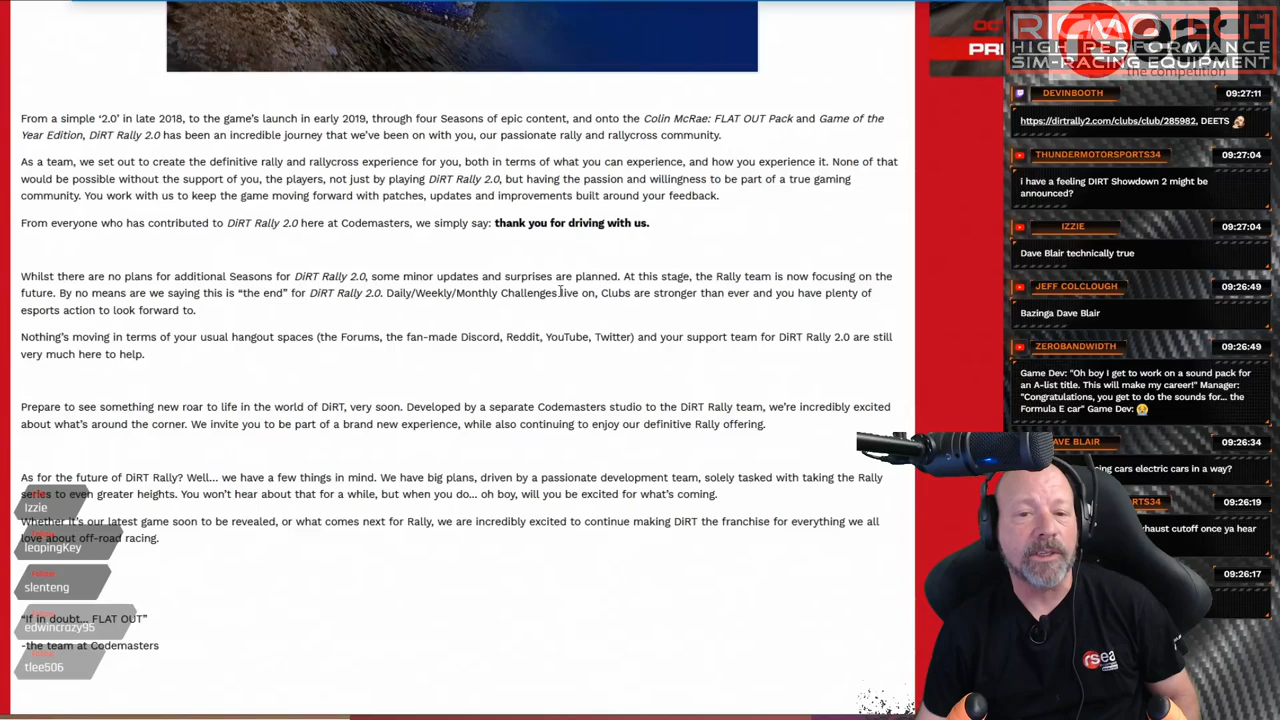 From a simple ‘2.0’ in late 2018, to the game’s launch in early 2019, through four Seasons of epic content, and onto the Colin McRae: FLAT OUT Pack and Game of the
Year Edition, DiRT Rally 2.0 has been an incredible journey that we’ve been on with you, our passionate rally and rallycross community.
As a team, we set out to create the definitive rally and rallycross experience for you, both in terms of what you can experience, and how you experience it. None of that
would be possible without the support of you, the players, not just by playing DiRT Rally 2.0, but having the passion and willingness to be part of a true gaming
community. You work with us to keep the game moving forward with patches, updates and improvements built around your feedback.
From everyone who has contributed to DiRT Rally 2.0 here at Codemasters, we simply say: thank you for driving with us.
Whilst there are no plans for additional Seasons for DiRT Rally 2.0, some minor updates and surprises are planned. At this stage, the Rally team is now focusing on the
future. By no means are we saying this is “the end” for DiRT Rally 2.0. Daily/Weekly/Monthly Challenges live on, Clubs are stronger than ever and you have plenty of
esports action to look forward to.
Nothing’s moving in terms of your usual hangout spaces (the Forums, the fan-made Discord, Reddit, YouTube, Twitter) and your support team for DiRT Rally 2.0 are still
very much here to help.
Prepare to see something new roar to life in the world of DiRT, very soon. Developed by a separate Codemasters studio to the DiRT Rally team, we’re incredibly excited
about what’s around the corner. We invite you to be part of a brand new experience, while also continuing to enjoy our definitive Rally offering.
As for the future of DiRT Rally? Well... we have a few things in mind. We have big plans, driven by a passionate development team, solely tasked with taking the Rally
series to even greater heights. You won’t hear about that for a while, but when you do... oh boy, will you be excited for what’s coming.
Whether it’s our latest game soon to be revealed, or what comes next for Rally, we are incredibly excited to continue making DiRT the franchise for everything we all
love about off-road racing.
“If in doubt... FLAT OUT”
-the team at Codemasters
Izzie
leapingKey
slenteng
edwincrazy95
tlee506
OC
PRE
RICMOTECH
HIGH PERFORMANCE
SIM-RACING EQUIPMENT
the competition
DEVINBOOTH 09:27:11
https://dirtrally2.com/clubs/club/285982, DEETS
THUNDERMOTORSPORTS34 09:27:04
i have a feeling DIRT Showdown 2 might be
announced?
IZZIE 09:27:04
Dave Blair technically true
JEFF COLCLOUGH 09:26:49
Bazinga Dave Blair
ZEROBANDWIDTH 09:26:49
Game Dev: "Oh boy I get to work on a sound pack for
an A-list title. This will make my career!" Manager:
"Congratulations, you get to do the sounds for... the
Formula E car" Game Dev:
AVE BLAIR 09:26:34
cing cars electric cars in a way?
RTS34 09:26:19
xhaust cutoff once ya hear
09:26:17
rsea